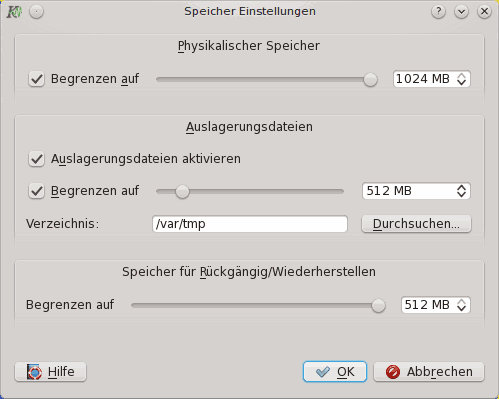 Speicher Einstellungen
Physikalischer Speicher
Begrenzen auf 1024 MB
Auslagerungsdateien
Auslagerungsdateien aktivieren
Begrenzen auf 512 MB
Verzeichnis: /var/tmp Durchsuchen...
Speicher für Rückgängig/Wiederherstellen
Begrenzen auf 512 MB
Hilfe OK Abbrechen